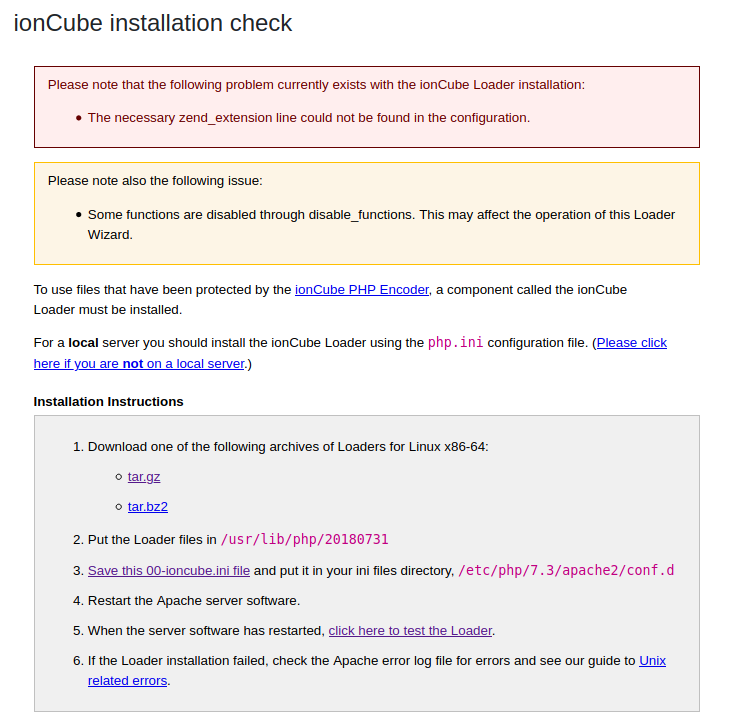 ionCube installation check
Please note that the following problem currently exists with the ionCube Loader installation:
• The necessary zend_extension line could not be found in the configuration.
Please note also the following issue:
• Some functions are disabled through disable_functions. This may affect the operation of this Loader
Wizard.
To use files that have been protected by the ionCube PHP Encoder, a component called the ionCube
Loader must be installed.
For a local server you should install the ionCube Loader using the php.ini configuration file. (Please click
here if you are not on a local server.)
Installation Instructions
1. Download one of the following archives of Loaders for Linux x86-64:
○ tar.gz
○ tar.bz2
2. Put the Loader files in /usr/lib/php/20180731
3. Save this 00-ioncube.ini file and put it in your ini files directory, /etc/php/7.3/apache2/conf.d
4. Restart the Apache server software.
5. When the server software has restarted, click here to test the Loader.
6. If the Loader installation failed, check the Apache error log file for errors and see our guide to Unix
related errors.